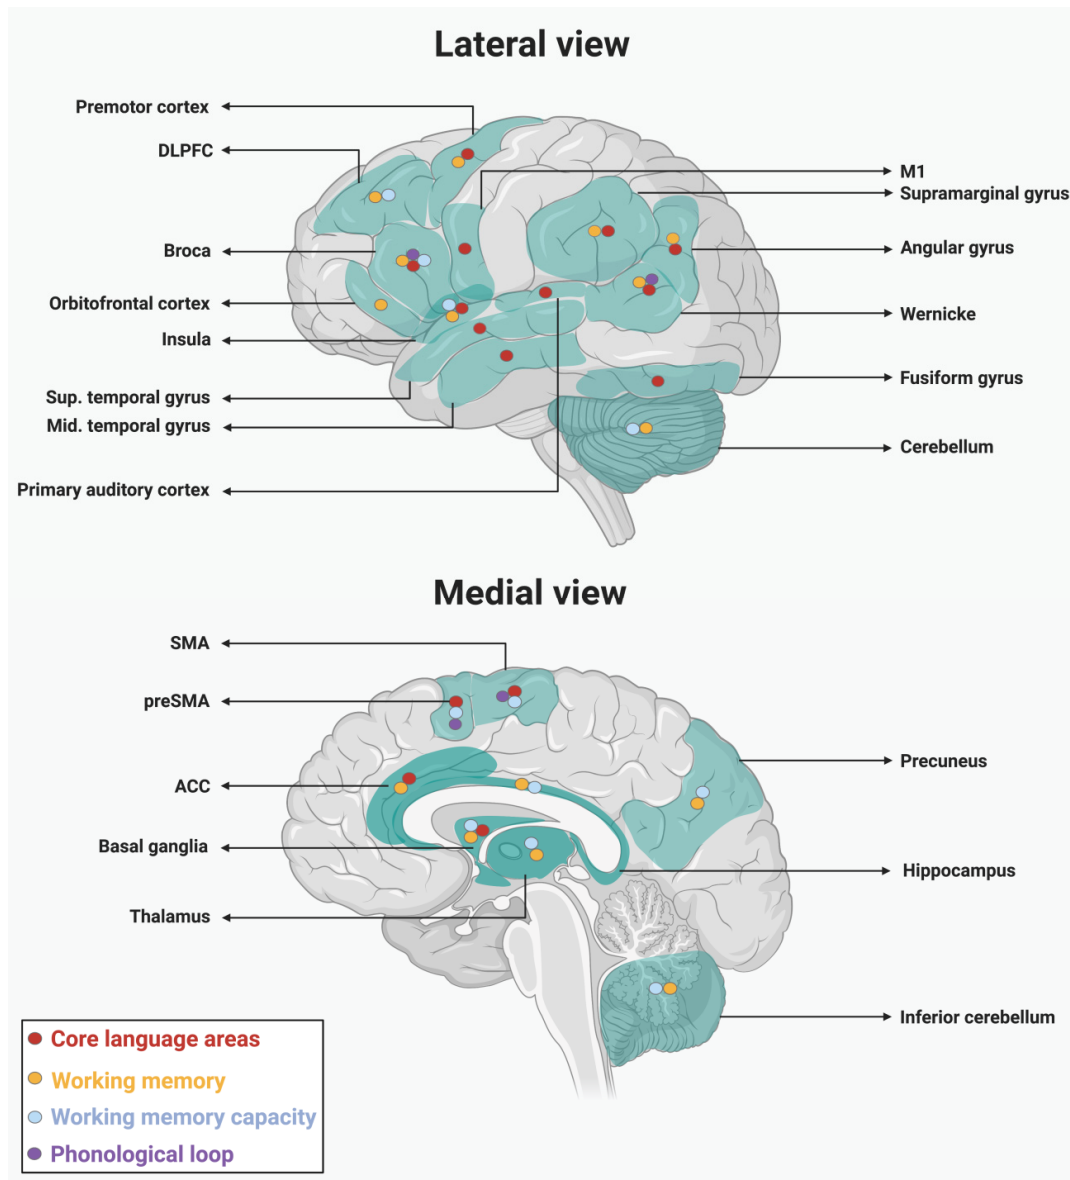 Lateral view
Premotor cortex
DLPFC
Broca
Orbitofrontal cortex
Insula
Sup. temporal gyrus
Mid. temporal gyrus
Primary auditory cortex
M1
Supramarginal gyrus
Angular gyrus
Wernicke
Fusiform gyrus
Cerebellum
Medial view
SMA
preSMA
ACC
Basal ganglia
Thalamus
Precuneus
Hippocampus
Inferior cerebellum
Core language areas
Working memory
Working memory capacity
Phonological loop